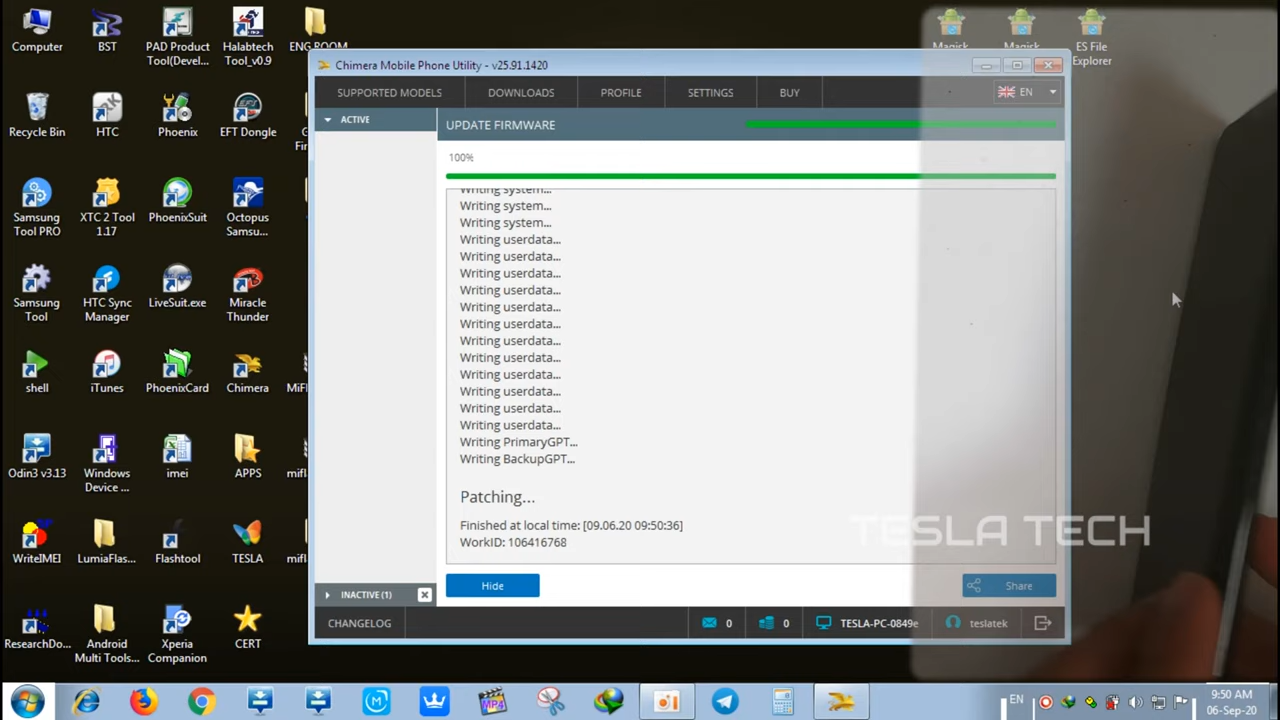 Computer
BST
PAD Product
Tool(Devel...
Halabtech
Tool_v0.9
ENG ROOM
Magisk
Magisk
ES File
Explorer
Chimera Mobile Phone Utility - v25.91.1420
SUPPORTED MODELS
DOWNLOADS
PROFILE
SETTINGS
BUY
EN
ACTIVE
UPDATE FIRMWARE
100%
Recycle Bin
HTC
Phoenix
EFT Dongle
Samsung
Tool PRO
XTC 2 Tool
1.17
PhoenixSuit
Octopus
Samsu...
Samsung
Tool
HTC Sync
Manager
LiveSuit.exe
Miracle
Thunder
shell
iTunes
PhoenixCard
Chimera
MiFl
Odin3 v3.13
Windows
Device ...
imei
APPS
mifla
WriteIMEI
LumiaFlas...
Flashtool
TESLA
mifla
ResearchDo...
Android
Multi Tools...
Xperia
Companion
CERT
Writing system...
Writing system...
Writing system...
Writing userdata...
Writing userdata...
Writing userdata...
Writing userdata...
Writing userdata...
Writing userdata...
Writing userdata...
Writing userdata...
Writing userdata...
Writing userdata...
Writing userdata...
Writing userdata...
Writing PrimaryGPT...
Writing BackupGPT...
Patching...
Finished at local time: [09.06.20 09:50:36]
WorkID: 106416768
TESLA TECH
Hide
Share
INACTIVE (1)
CHANGELOG
0
0
TESLA-PC-0849e
teslatek
MP4
EN
9:50 AM
06-Sep-20